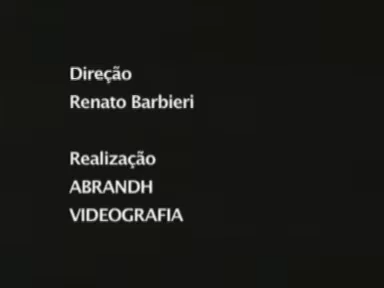 Direção
Renato Barbieri
Realização
ABRANDH
VIDEOGRAFIA